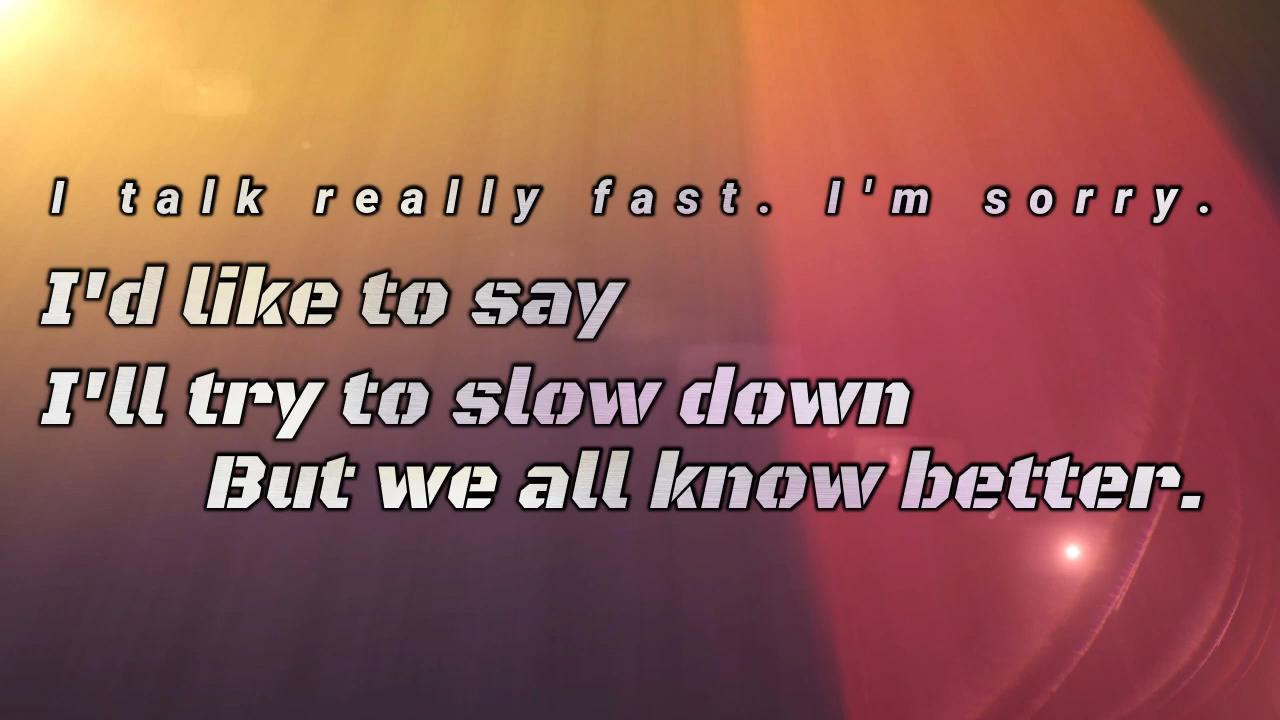 I talk really fast. I'm sorry.
I'd like to say
I'll try to slow down
But we all know better.